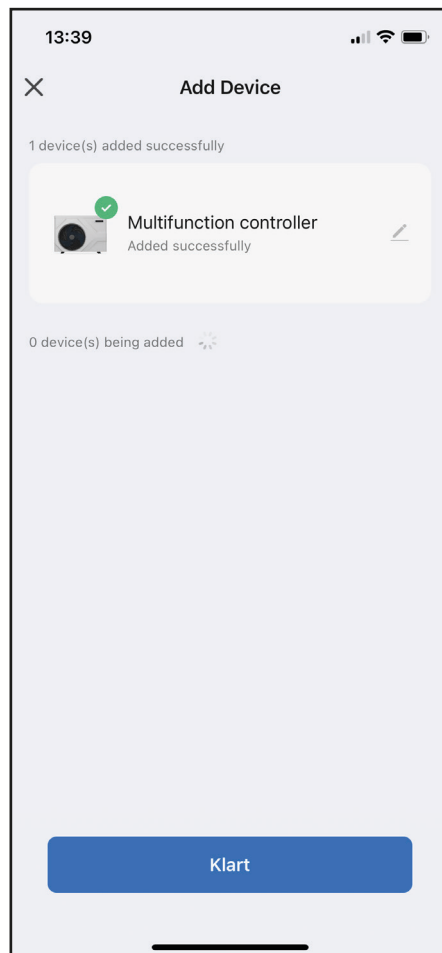 13:39
Add Device
1 device(s) added successfully
Multifunction controller
Added successfully
0 device(s) being added
Klart